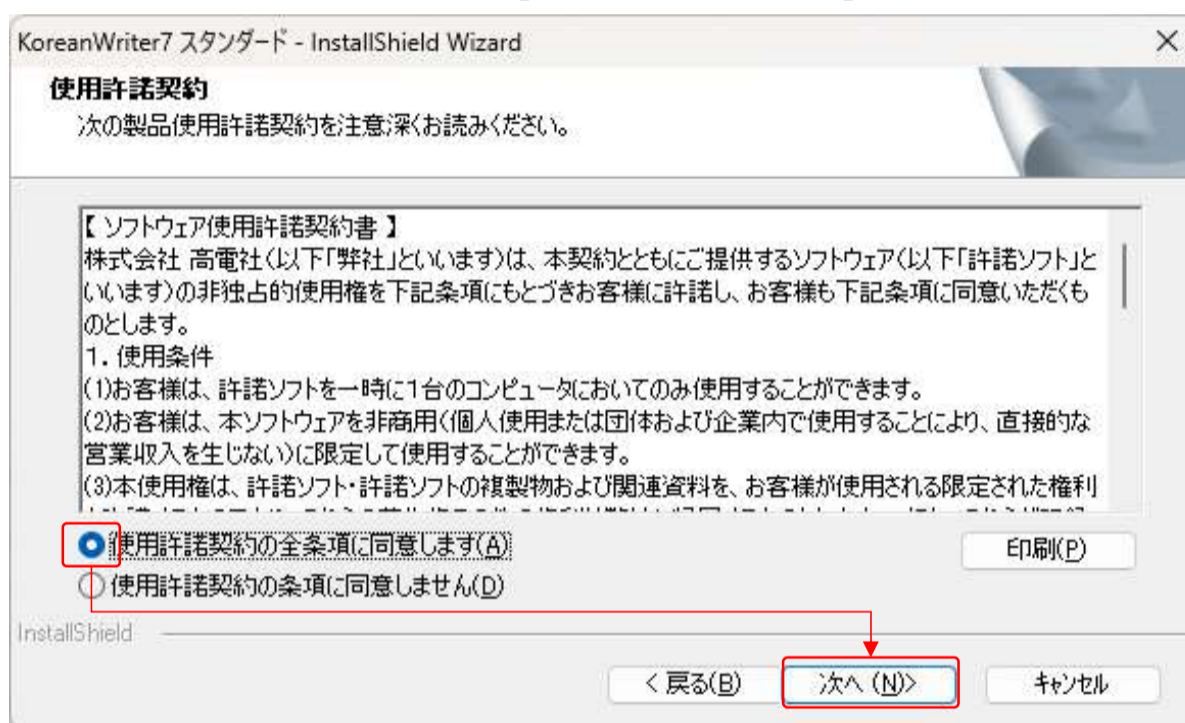 KoreanWriter7 スタンダード - InstallShield Wizard
使用許諾契約
次の製品使用許諾契約を注意深くお読みください。
【 ソフトウェア使用許諾契約書 】
株式会社 高電社(以下「弊社」といいます)は、本契約とともにご提供するソフトウェア(以下「許諾ソフト」と
いいます)の非独占的使用権を下記条項にもとづきお客様に許諾し、お客様も下記条項に同意いただくも
のとします。
1. 使用条件
(1)お客様は、許諾ソフトを一時に1台のコンピュータにおいてのみ使用することができます。
(2)お客様は、本ソフトウェアを非商用(個人使用または団体および企業内で使用することにより、直接的な
営業収入を生じない)に限定して使用することができます。
(3)本使用権は、許諾ソフト・許諾ソフトの複製物および関連資料を、お客様が使用される限定された権利
使用許諾契約の全条項に同意します(A)
印刷(P)
使用許諾契約の条項に同意しません(D)
InstallShield
< 戻る(B)
次へ (N)>
キャンセル